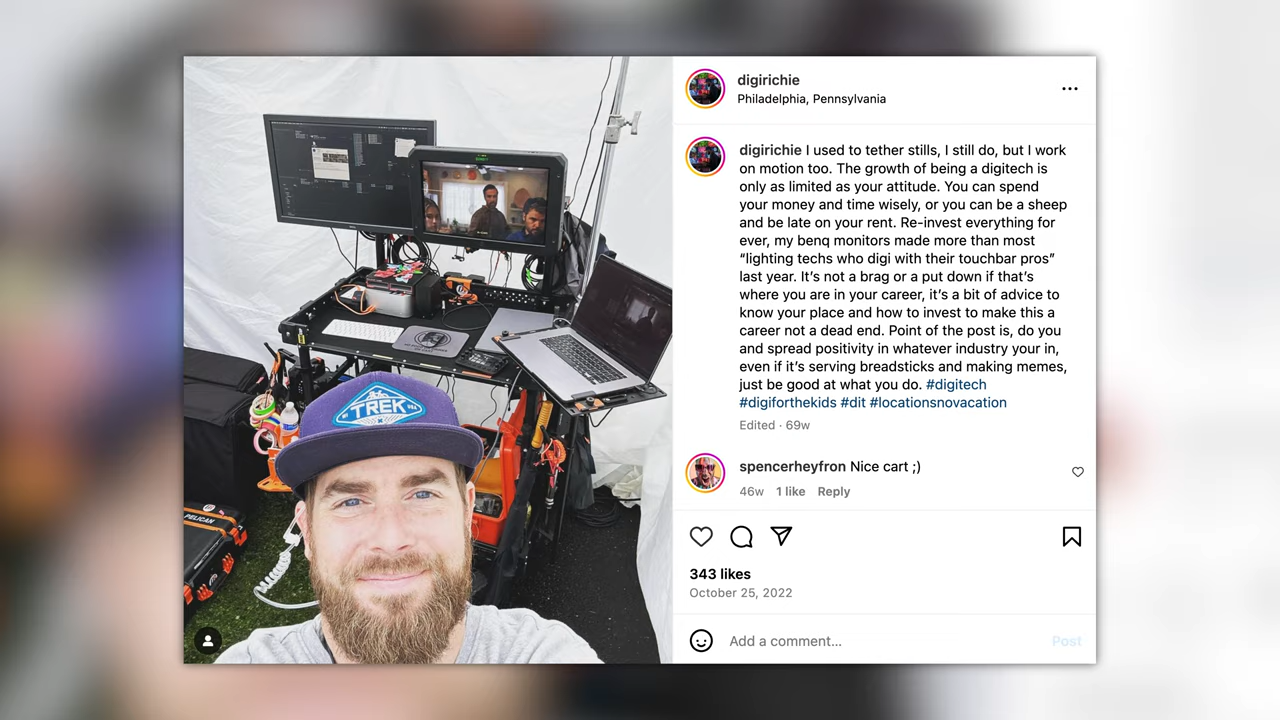 digirichie
Philadelphia, Pennsylvania
digirichie I used to tether stills, I still do, but I work
on motion too. The growth of being a digitech is
only as limited as your attitude. You can spend
your money and time wisely, or you can be a sheep
and be late on your rent. Re-invest everything for
ever, my benq monitors made more than most
“lighting techs who digi with their touchbar pros”
last year. It’s not a brag or a put down if that’s
where you are in your career, it’s a bit of advice to
know your place and how to invest to make this a
career not a dead end. Point of the post is, do you
and spread positivity in whatever industry your in,
even if it’s serving breadsticks and making memes,
just be good at what you do. #digitech
#digiforthekids #dit #locationsnovacation
Edited · 69w
spencerheyfron Nice cart ;)
46w 1 like Reply
343 likes
October 25, 2022
Add a comment...
Post
TREK
USA
PELICAN